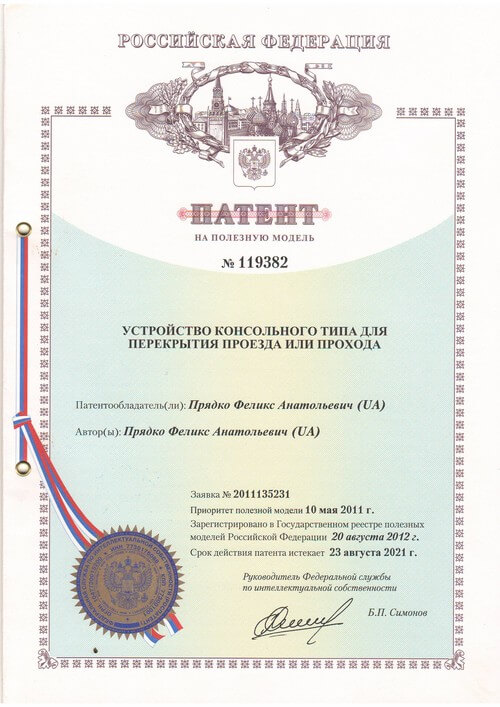 РОССИЙСКАЯ ФЕДЕРАЦИЯ
ПАТЕНТ
НА ПОЛЕЗНУЮ МОДЕЛЬ
№ 119382
УСТРОЙСТВО КОНСОЛЬНОГО ТИПА ДЛЯ
ПЕРЕКРЫТИЯ ПРОЕЗДА ИЛИ ПРОХОДА
Патентообладатель(ли): Прядко Феликс Анатольевич (UA)
Автор(ы): Прядко Феликс Анатольевич (UA)
Заявка № 2011135231
Приоритет полезной модели 10 мая 2011 г.
Зарегистрировано в Государственном реестре полезных
моделей Российской Федерации 20 августа 2012 г.
Срок действия патента истекает 23 августа 2021 г.
Руководитель Федеральной службы
по интеллектуальной собственности
Б.П. Симонов